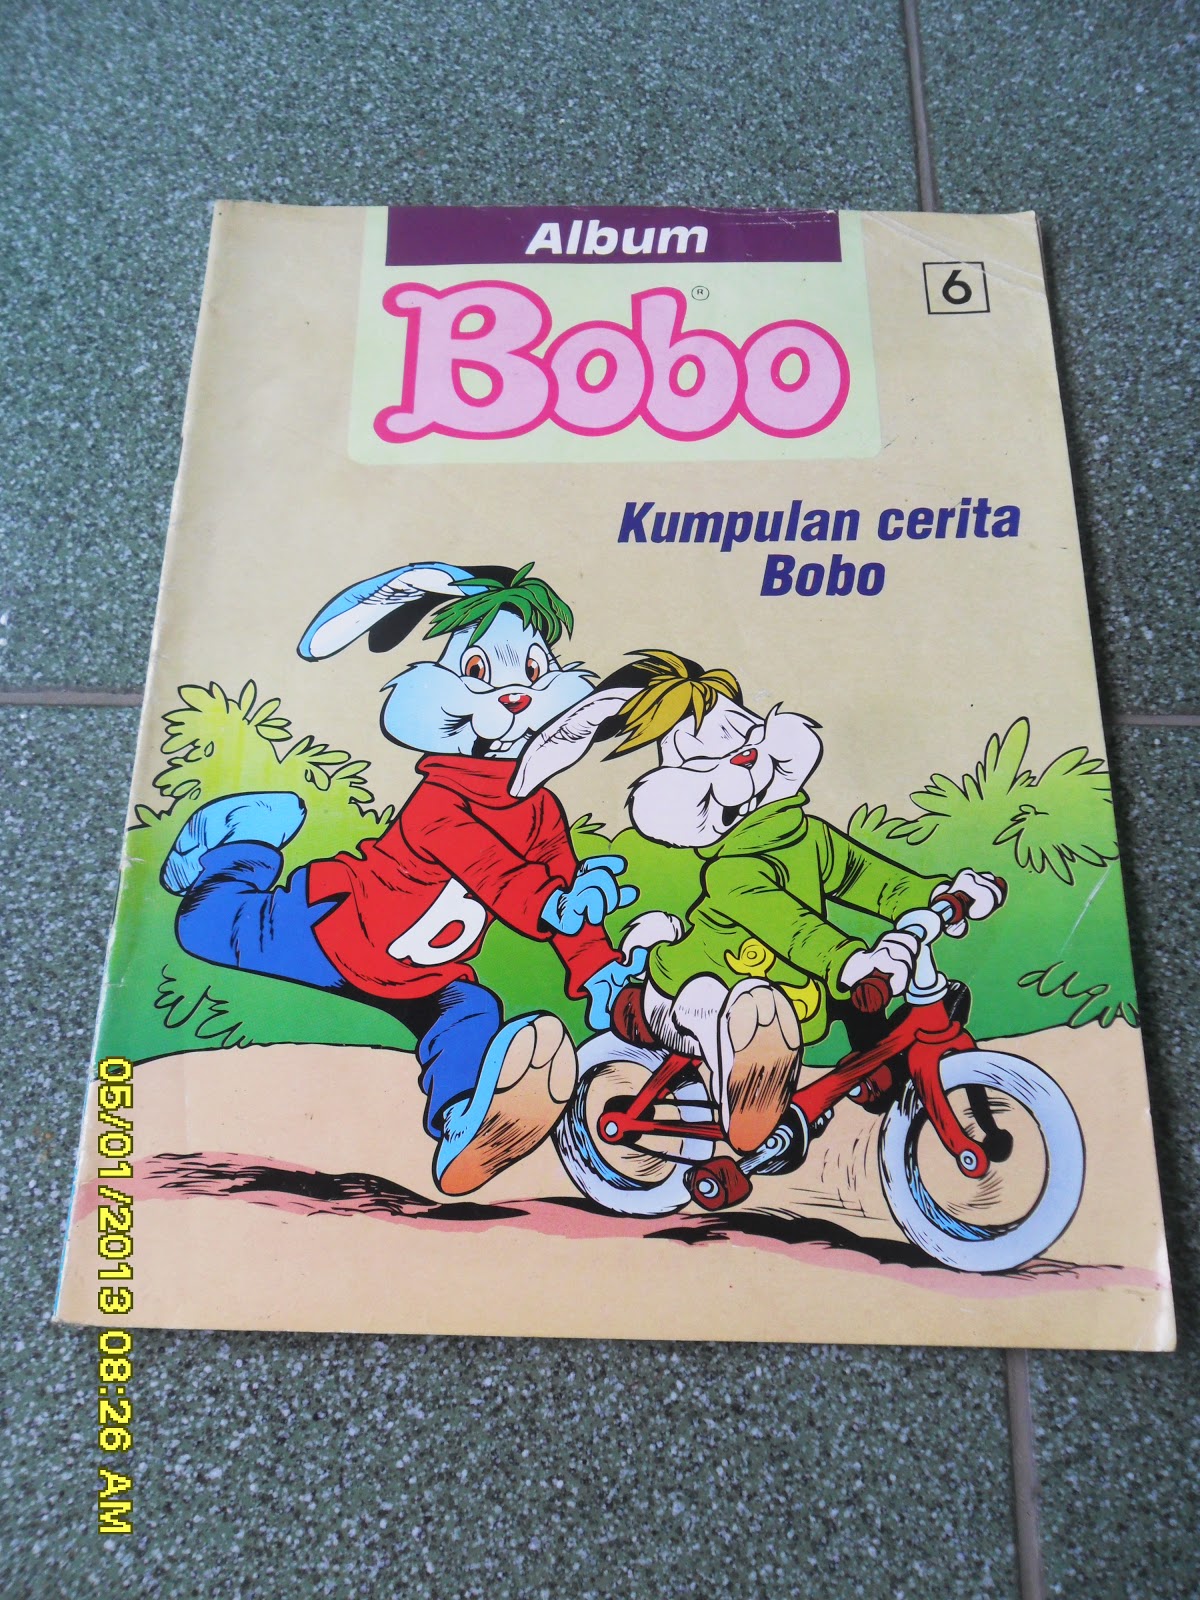 Album
Bobo®
6
Kumpulan cerita
Bobo
b
05/01/2013 08:26 AM